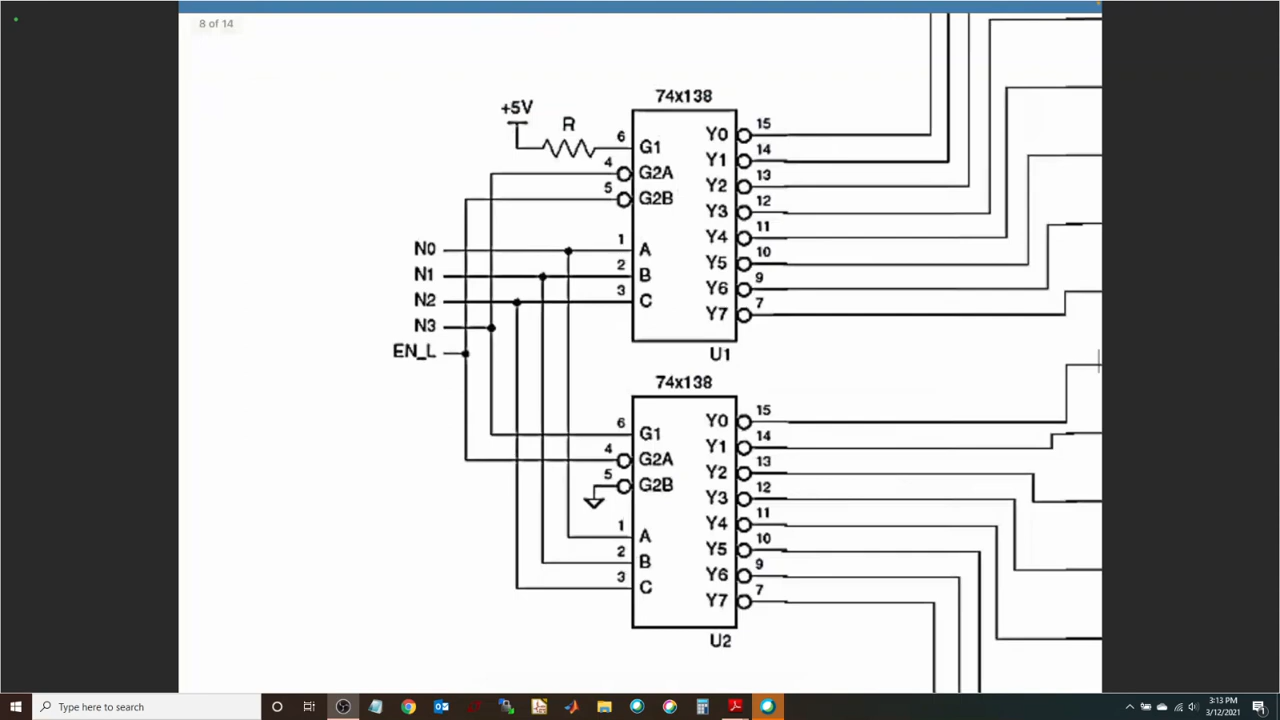 8 of 14
74x138
+5V
R
6 G1
4 G2A
5 G2B
1 A
2 B
3 C
Y0 15
Y1 14
Y2 13
Y3 12
Y4 11
Y5 10
Y6 9
Y7 7
U1
N0
N1
N2
N3
EN_L
74x138
6 G1
4 G2A
5 G2B
1 A
2 B
3 C
Y0 15
Y1 14
Y2 13
Y3 12
Y4 11
Y5 10
Y6 9
Y7 7
U2
Type here to search
3:13 PM
3/12/2021
1